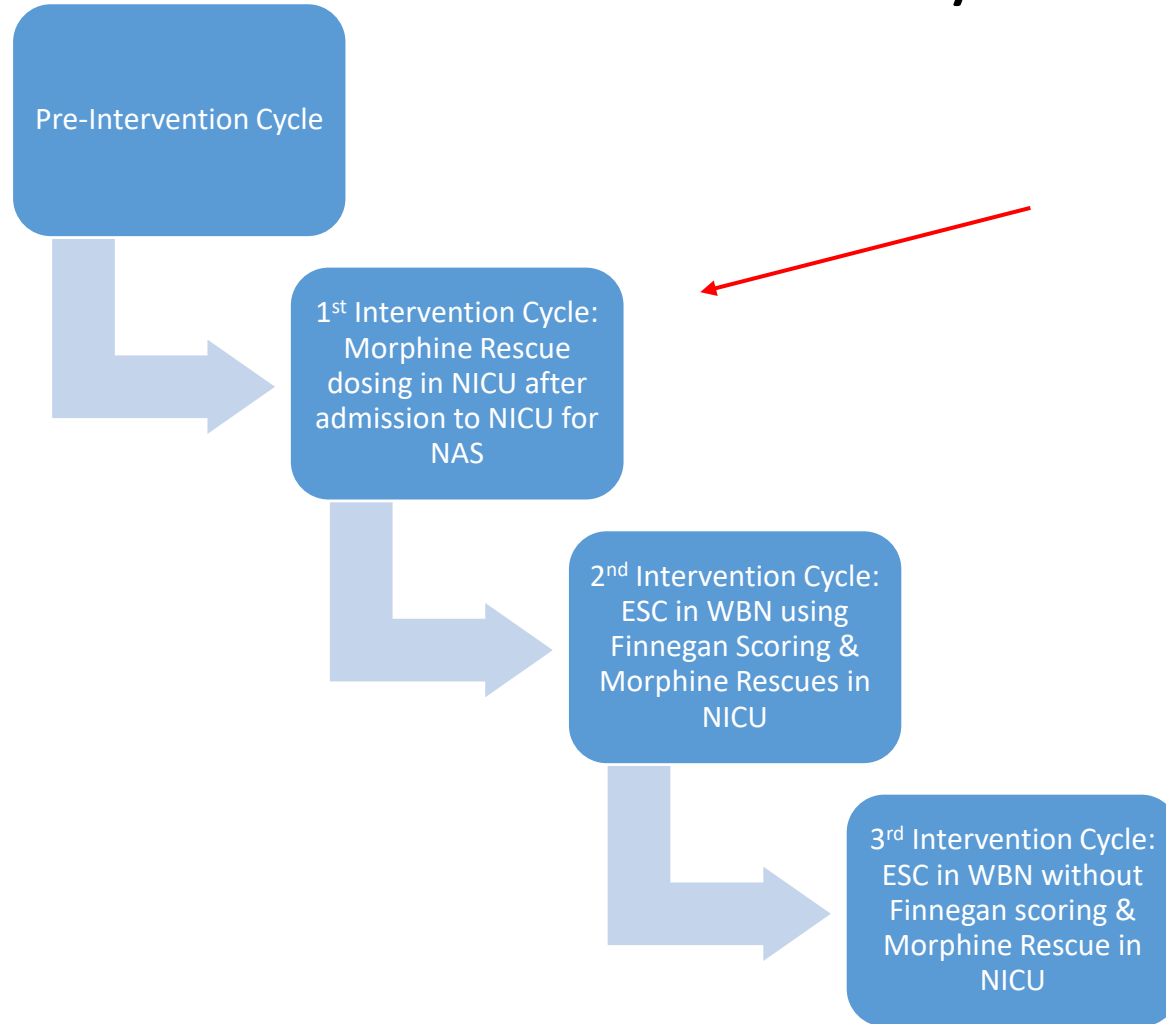 Pre-Intervention Cycle
1st Intervention Cycle:
Morphine Rescue
dosing in NICU after
admission to NICU for
NAS
2nd Intervention Cycle:
ESC in WBN using
Finnegan Scoring &
Morphine Rescues in
NICU
3rd Intervention Cycle:
ESC in WBN without
Finnegan scoring &
Morphine Rescue in
NICU